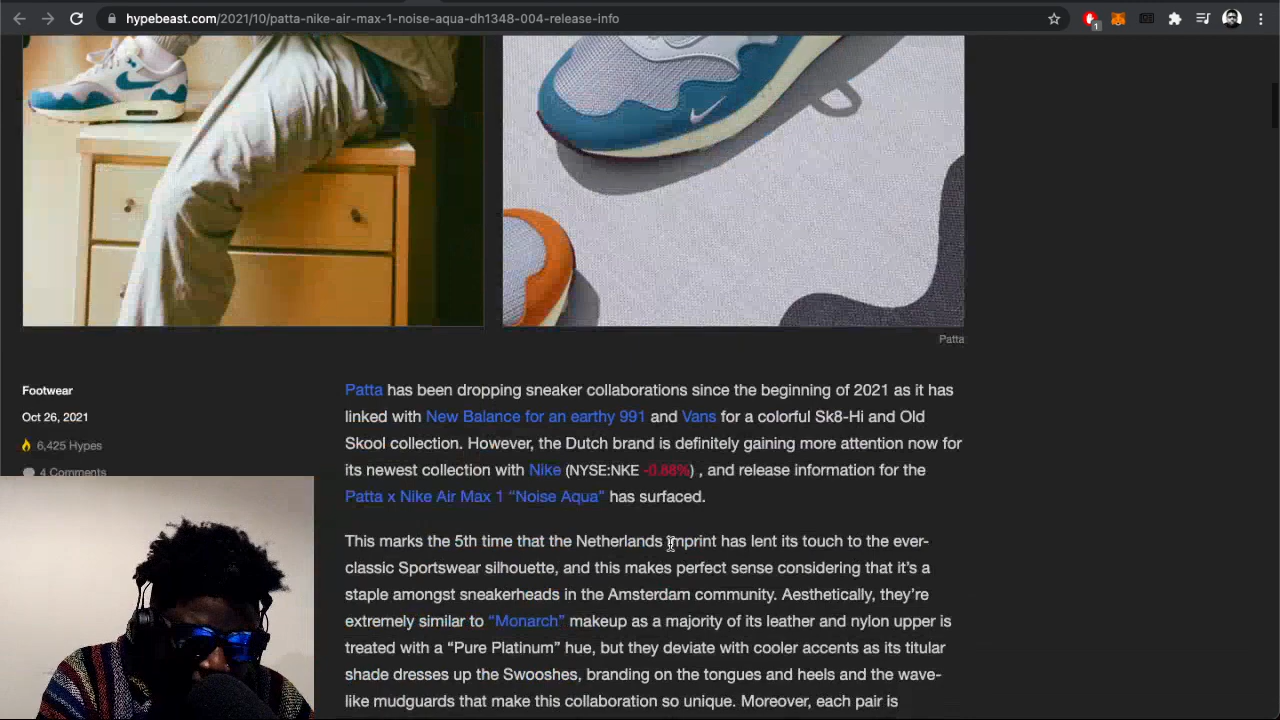 hypebeast.com/2021/10/patta-nike-air-max-1-noise-aqua-dh1348-004-release-info
1
Patta
Footwear
Oct 26, 2021
6,425 Hypes
4 Comments
Patta has been dropping sneaker collaborations since the beginning of 2021 as it has
linked with New Balance for an earthy 991 and Vans for a colorful Sk8-Hi and Old
Skool collection. However, the Dutch brand is definitely gaining more attention now for
its newest collection with Nike (NYSE:NKE -0.88%) , and release information for the
Patta x Nike Air Max 1 “Noise Aqua” has surfaced.
This marks the 5th time that the Netherlands imprint has lent its touch to the ever-
classic Sportswear silhouette, and this makes perfect sense considering that it’s a
staple amongst sneakerheads in the Amsterdam community. Aesthetically, they’re
extremely similar to “Monarch” makeup as a majority of its leather and nylon upper is
treated with a “Pure Platinum” hue, but they deviate with cooler accents as its titular
shade dresses up the Swooshes, branding on the tongues and heels and the wave-
like mudguards that make this collaboration so unique. Moreover, each pair is